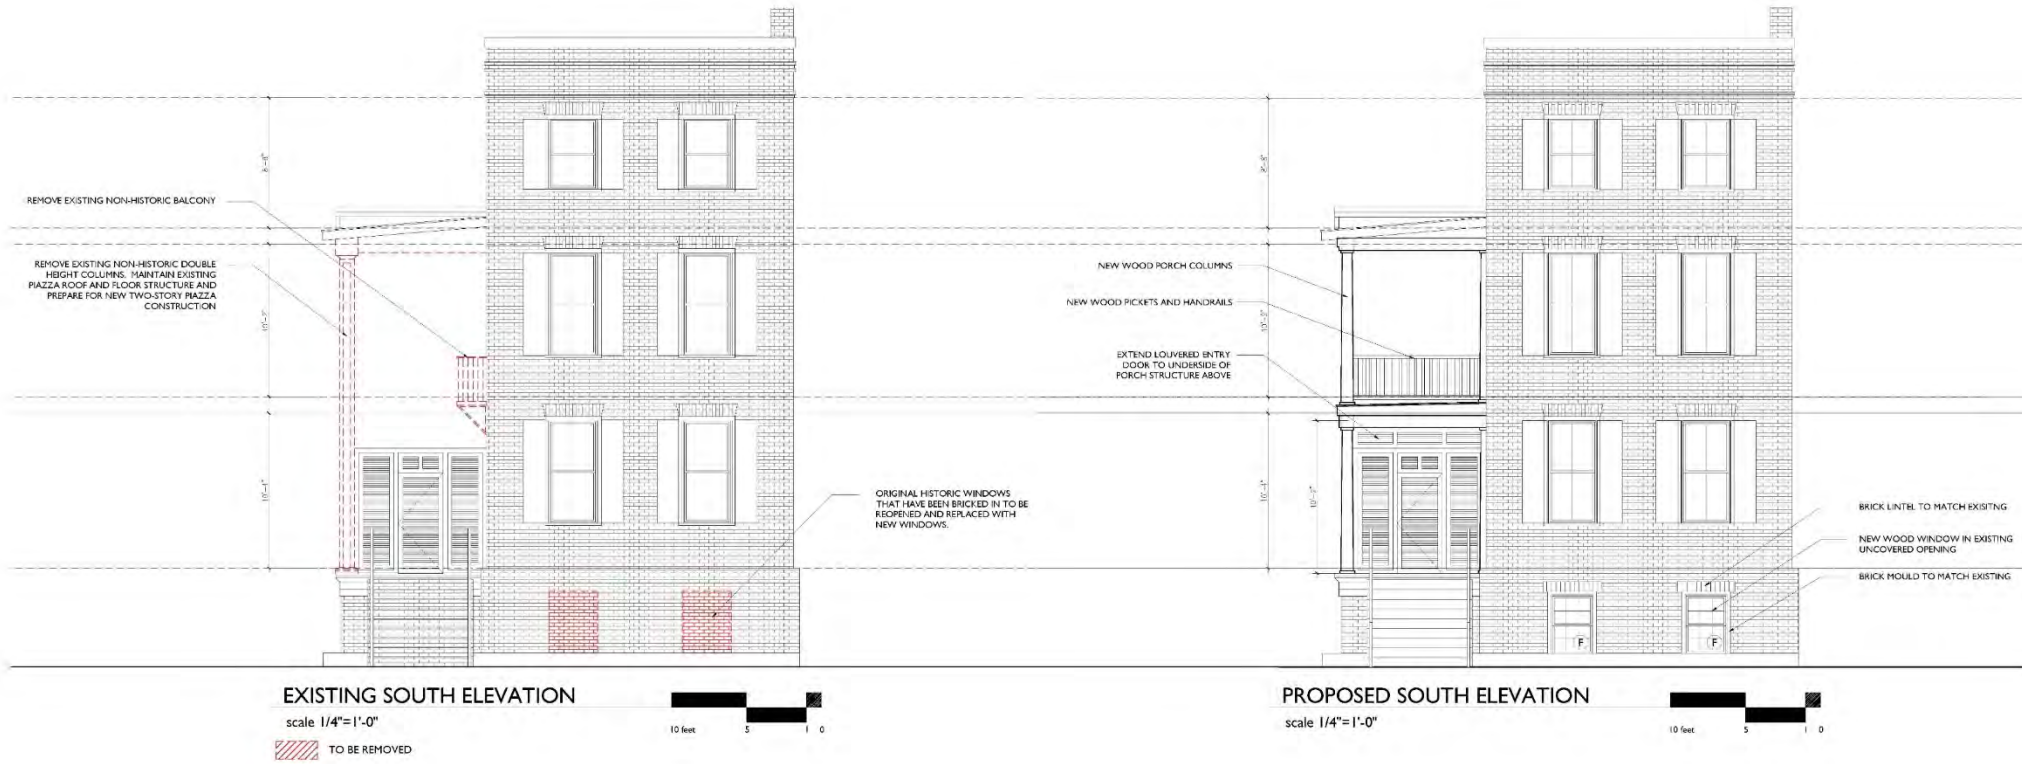 REMOVE EXISTING NON-HISTORIC BALCONY
REMOVE EXISTING NON-HISTORIC DOUBLE
HEIGHT COLUMNS. MAINTAIN EXISTING
PIAZZA ROOF AND FLOOR STRUCTURE AND
PREPARE FOR NEW TWO-STORY PIAZZA
CONSTRUCTION
ORIGINAL HISTORIC WINDOWS
THAT HAVE BEEN BRICKED IN TO BE
REOPENED AND REPLACED WITH
NEW WINDOWS.
EXISTING SOUTH ELEVATION
scale 1/4"=1'-0"
10 feet 5 1 0
TO BE REMOVED
NEW WOOD PORCH COLUMNS
NEW WOOD PICKETS AND HANDRAILS
EXTEND LOUVERED ENTRY
DOOR TO UNDERSIDE OF
PORCH STRUCTURE ABOVE
BRICK LINTEL TO MATCH EXISITNG
NEW WOOD WINDOW IN EXISTING
UNCOVERED OPENING
BRICK MOULD TO MATCH EXISTING
F
F
PROPOSED SOUTH ELEVATION
scale 1/4"=1'-0"
10 feet 5 1 0